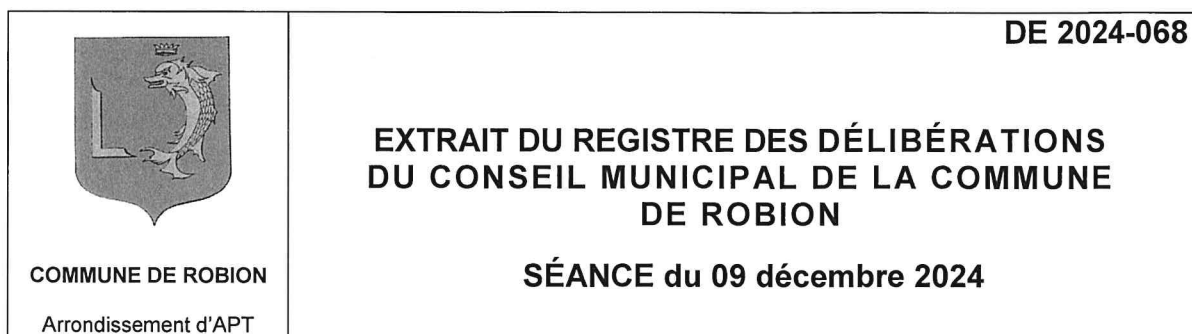 DE 2024-068
EXTRAIT DU REGISTRE DES DÉLIBÉRATIONS
DU CONSEIL MUNICIPAL DE LA COMMUNE
DE ROBION
SÉANCE du 09 décembre 2024
COMMUNE DE ROBION
Arrondissement d'APT